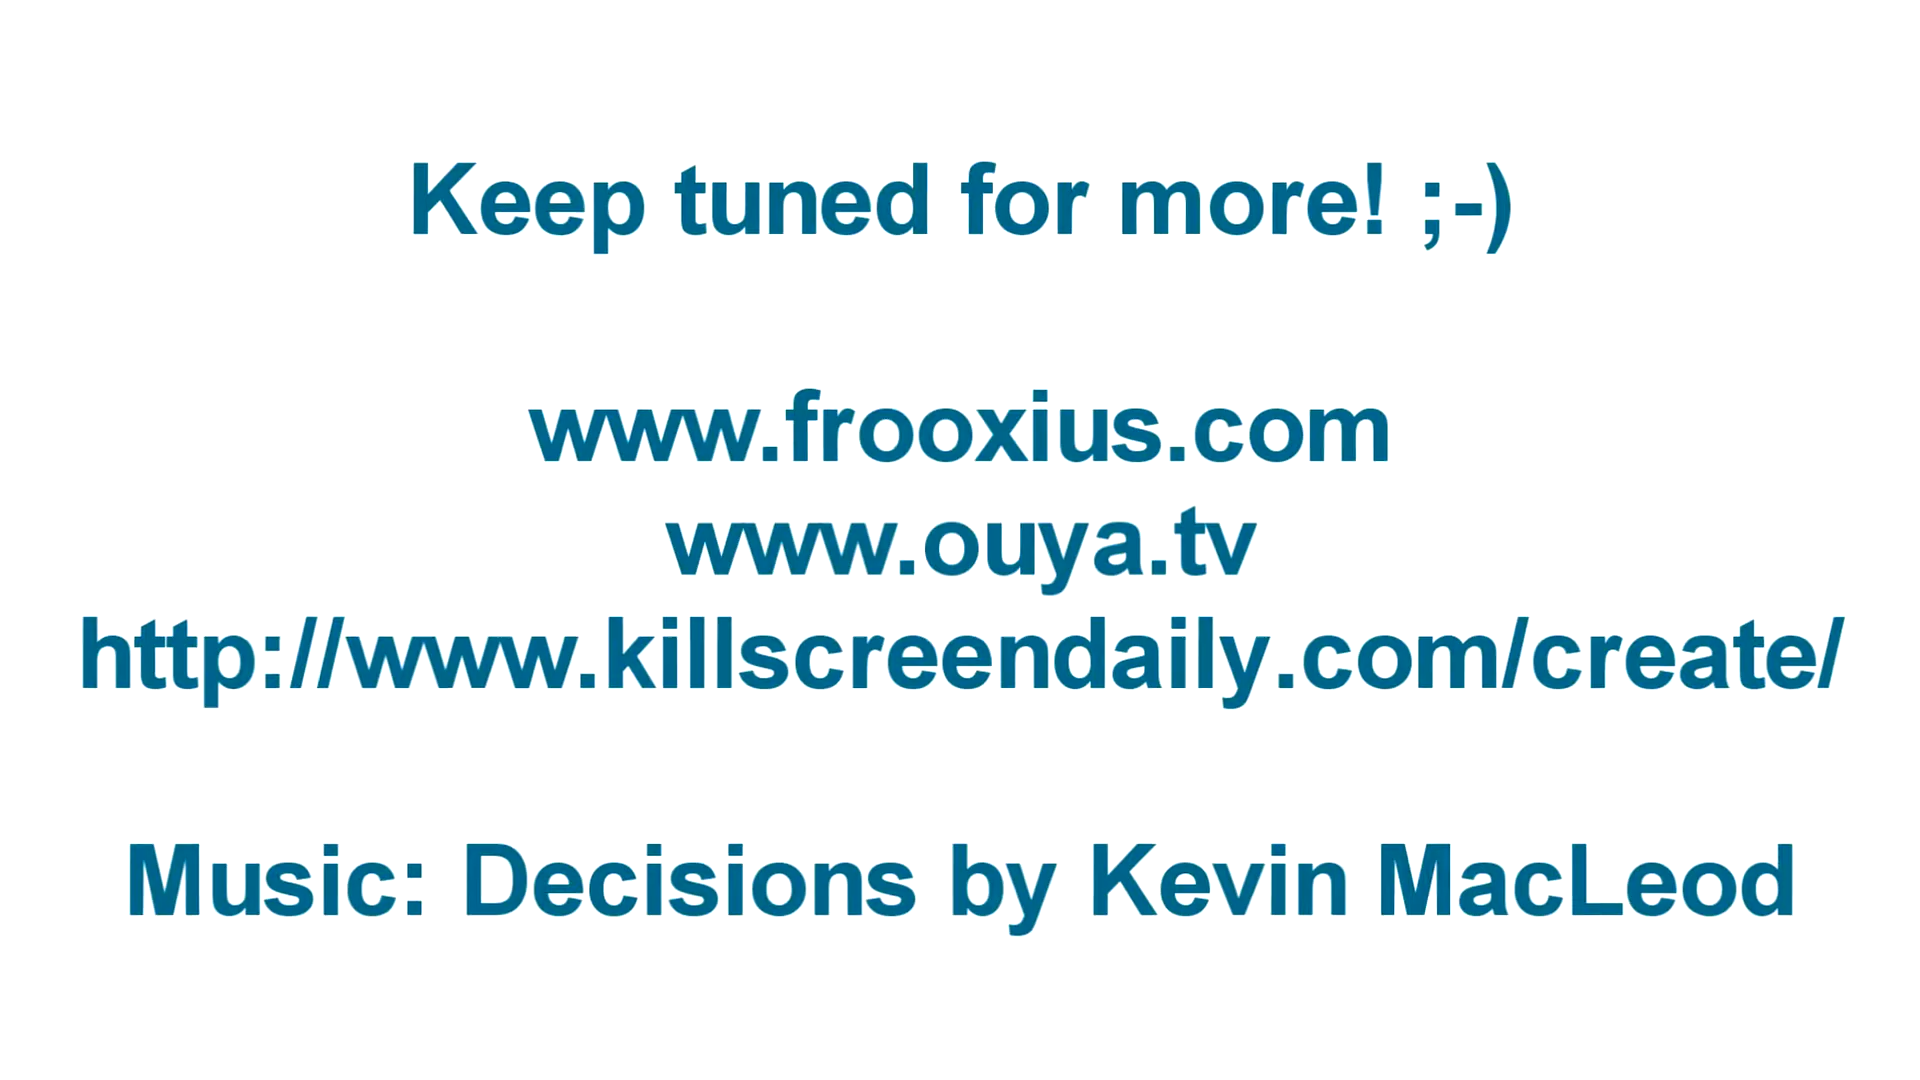 Keep tuned for more! ;-)
www.frooxius.com
www.ouya.tv
http://www.killscreendaily.com/create/
Music: Decisions by Kevin MacLeod